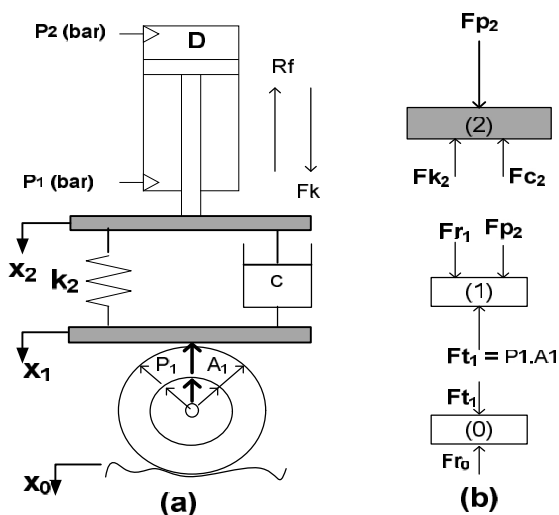 P2 (bar)
D
Rf
P1 (bar)
Fk
x2
k2
c
x1
P1
A1
x0
(a)
Fp2
(2)
Fk2
Fc2
Fr1
Fp2
(1)
Ft1 = P1.A1
Ft1
(0)
Fr0
(b)